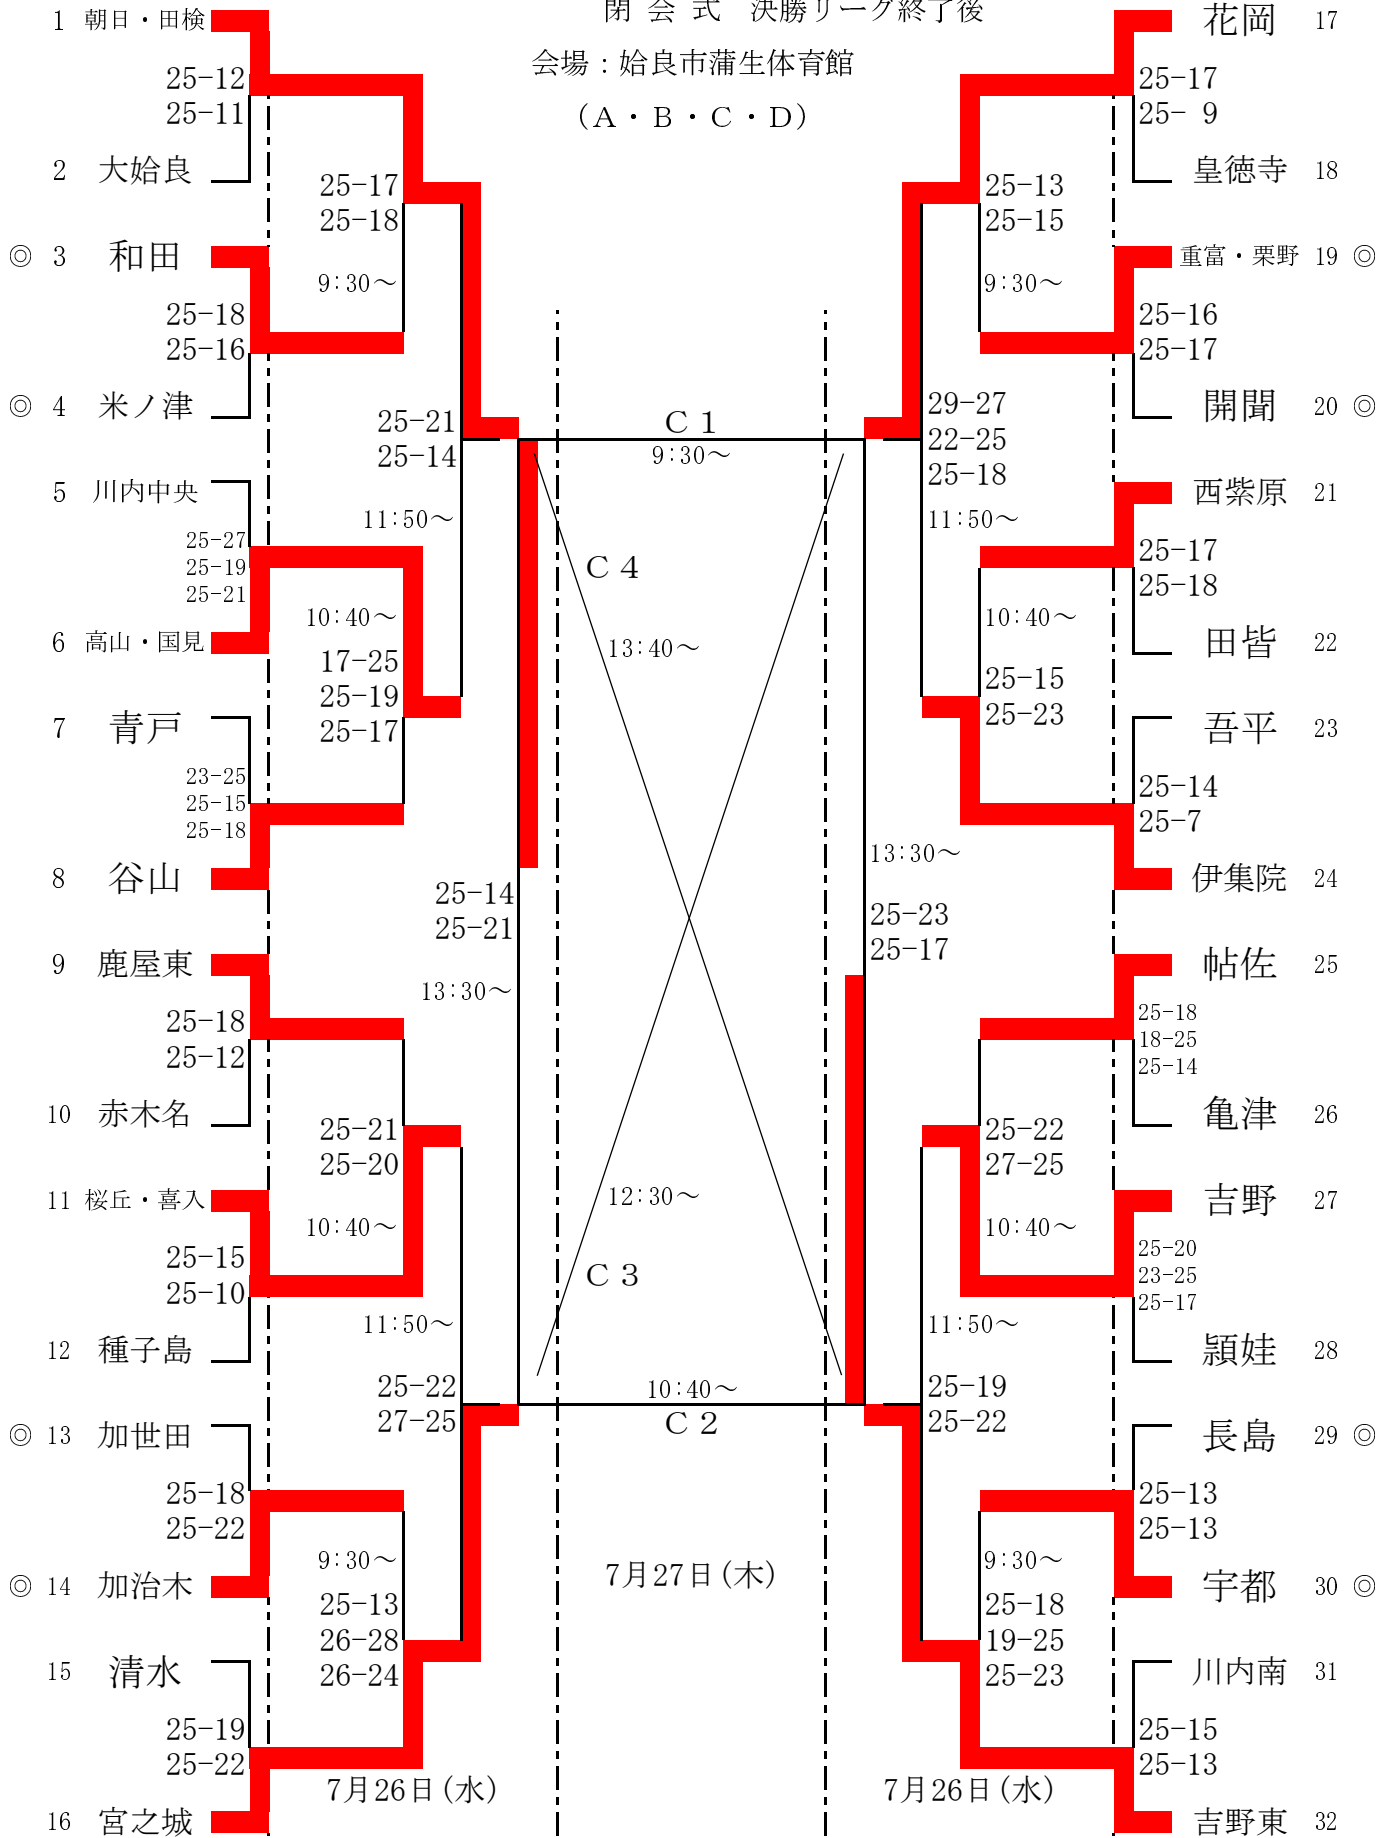 閉 会 式 決勝リーグ終了後
会場：姶良市蒲生体育館
（A・B・C・D）
1 朝日・田検
25-12
25-11
2 大姶良
25-17
25-18
9:30～
◎ 3 和田
25-18
25-16
◎ 4 米ノ津
25-21
25-14
11:50～
5 川内中央
25-27
25-19
25-21
6 高山・国見
10:40～
17-25
25-19
25-17
7 青戸
23-25
25-15
25-18
8 谷山
25-14
25-21
13:30～
9 鹿屋東
25-18
25-12
10 赤木名
25-21
25-20
10:40～
11 桜丘・喜入
25-15
25-10
12 種子島
11:50～
25-22
27-25
◎ 13 加世田
25-18
25-22
◎ 14 加治木
9:30～
25-13
26-28
26-24
15 清水
25-19
25-22
16 宮之城
7月26日(水)
C 1
9:30～
C 4
13:40～
12:30～
C 3
10:40～
C 2
7月27日(木)
花岡 17
25-17
25- 9
皇徳寺 18
25-13
25-15
9:30～
重富・栗野 19 ◎
25-16
25-17
開聞 20 ◎
29-27
22-25
25-18
11:50～
西紫原 21
25-17
25-18
田皆 22
10:40～
25-15
25-23
吾平 23
25-14
25-7
伊集院 24
13:30～
25-23
25-17
帖佐 25
25-18
18-25
25-14
亀津 26
25-22
27-25
10:40～
吉野 27
25-20
23-25
25-17
頴娃 28
11:50～
25-19
25-22
長島 29 ◎
25-13
25-13
宇都 30 ◎
9:30～
25-18
19-25
25-23
川内南 31
25-15
25-13
吉野東 32
7月26日(水)